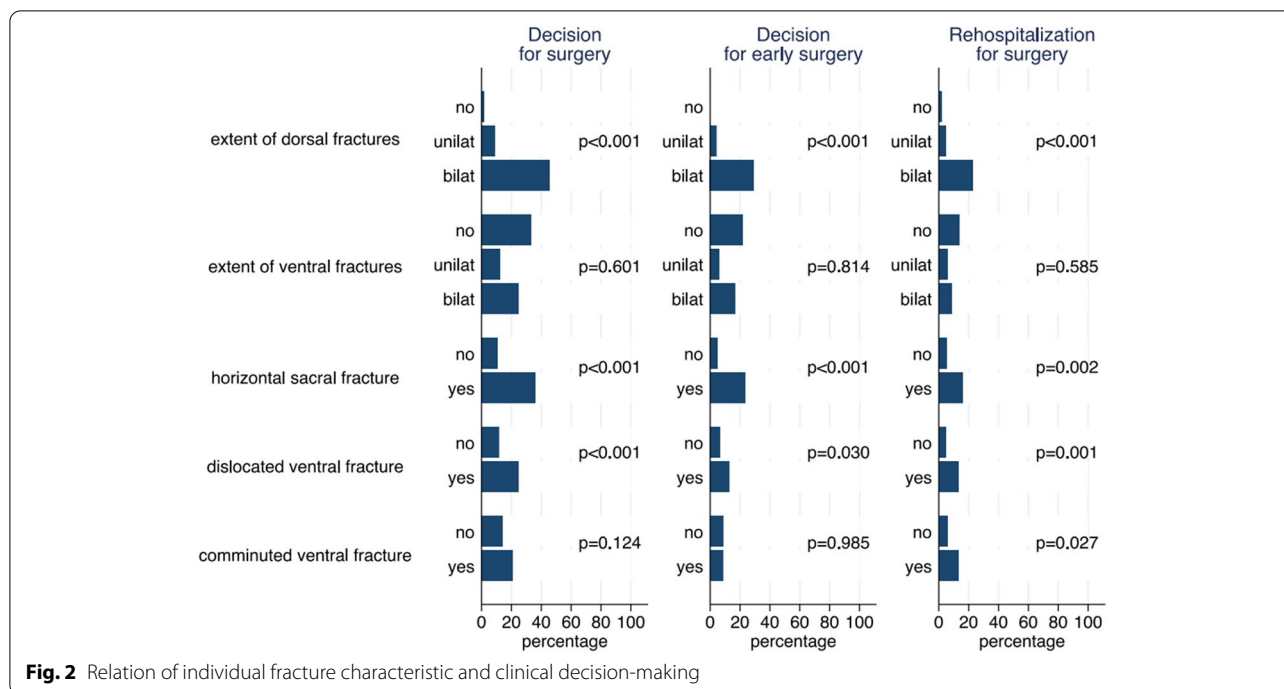 Decision
for surgery
Decision
for early surgery
Rehospitalization
for surgery
extent of dorsal fractures
no
unilat
bilat
p<0.001
no
unilat
bilat
p<0.001
no
unilat
bilat
p<0.001
extent of ventral fractures
no
unilat
bilat
p=0.601
no
unilat
bilat
p=0.814
no
unilat
bilat
p=0.585
horizontal sacral fracture
no
yes
p<0.001
no
yes
p<0.001
no
yes
p=0.002
dislocated ventral fracture
no
yes
p<0.001
no
yes
p=0.030
no
yes
p=0.001
comminuted ventral fracture
no
yes
p=0.124
no
yes
p=0.985
no
yes
p=0.027
0 20 40 60 80 100
percentage
0 20 40 60 80 100
percentage
0 20 40 60 80 100
percentage
Fig. 2 Relation of individual fracture characteristic and clinical decision-making